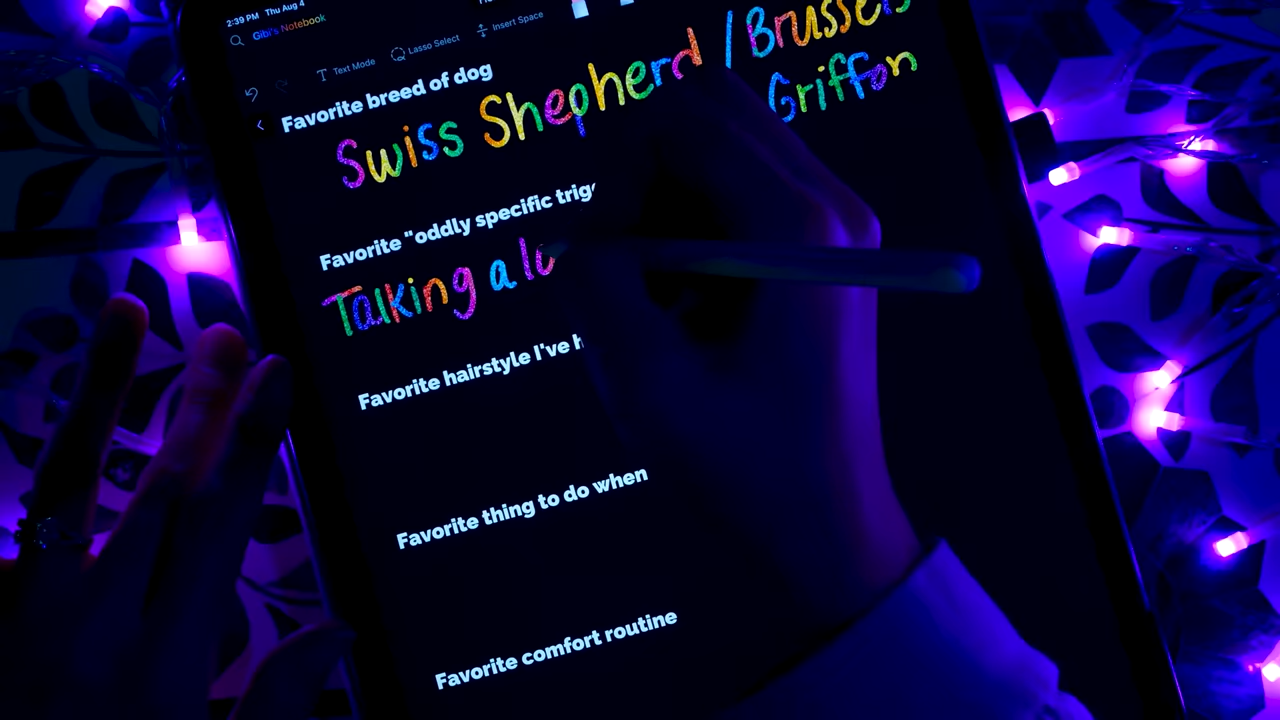 2:39 PM Thu Aug 4
Gibi's Notebook
Text Mode
Lasso Select
Insert Space
Favorite breed of dog
Swiss Shepherd / Brussels
Griffon
Favorite "oddly specific trig
Talking a lo
Favorite hairstyle I've h
Favorite thing to do when
Favorite comfort routine